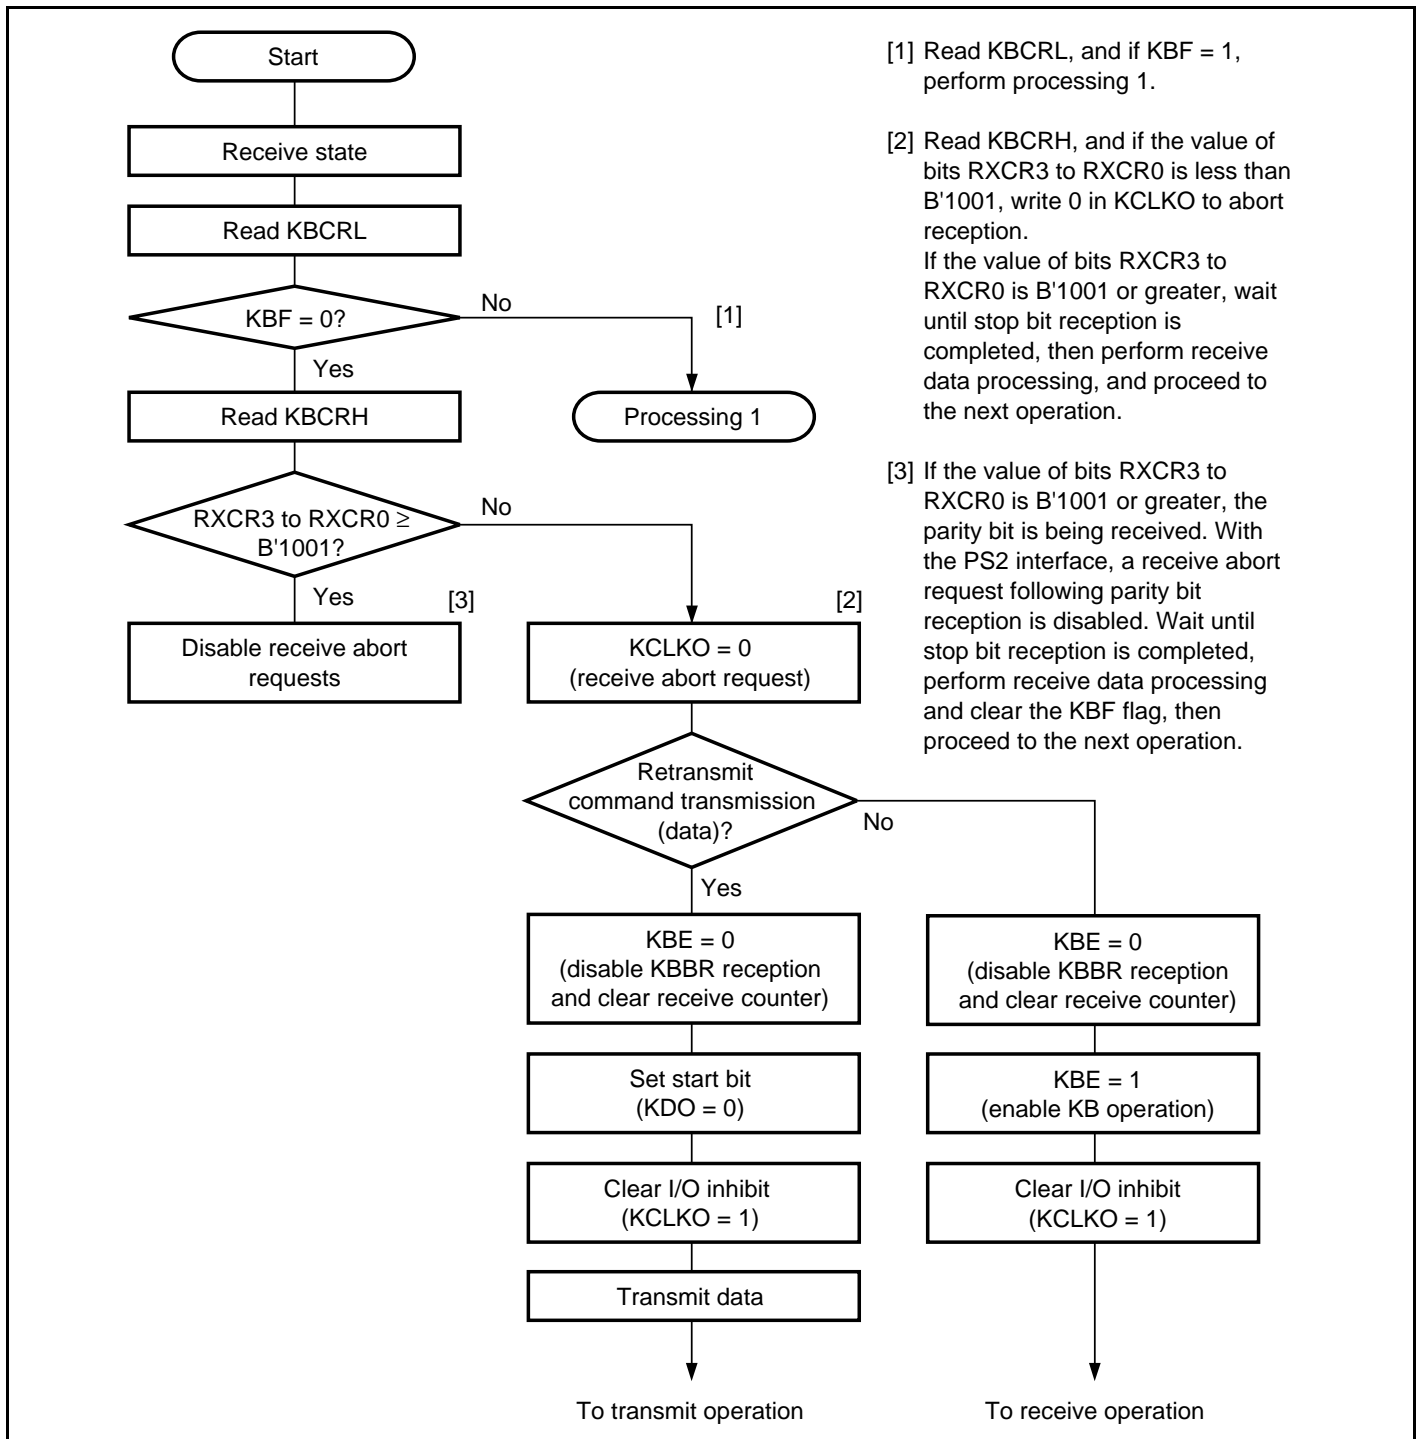 Start
Receive state
Read KBCRL
KBF = 0?
No
[1]
Yes
Processing 1
Read KBCRH
RXCR3 to RXCR0 ≥
B'1001?
No
Yes
[3]
[2]
Disable receive abort
requests
KCLKO = 0
(receive abort request)
Retransmit
command transmission
(data)?
No
Yes
KBE = 0
(disable KBBR reception
and clear receive counter)
Set start bit
(KDO = 0)
Clear I/O inhibit
(KCLKO = 1)
Transmit data
To transmit operation
KBE = 0
(disable KBBR reception
and clear receive counter)
KBE = 1
(enable KB operation)
Clear I/O inhibit
(KCLKO = 1)
To receive operation
[1] Read KBCRL, and if KBF = 1,
perform processing 1.
[2] Read KBCRH, and if the value of
bits RXCR3 to RXCR0 is less than
B'1001, write 0 in KCLKO to abort
reception.
If the value of bits RXCR3 to
RXCR0 is B'1001 or greater, wait
until stop bit reception is
completed, then perform receive
data processing, and proceed to
the next operation.
[3] If the value of bits RXCR3 to
RXCR0 is B'1001 or greater, the
parity bit is being received. With
the PS2 interface, a receive abort
request following parity bit
reception is disabled. Wait until
stop bit reception is completed,
perform receive data processing
and clear the KBF flag, then
proceed to the next operation.